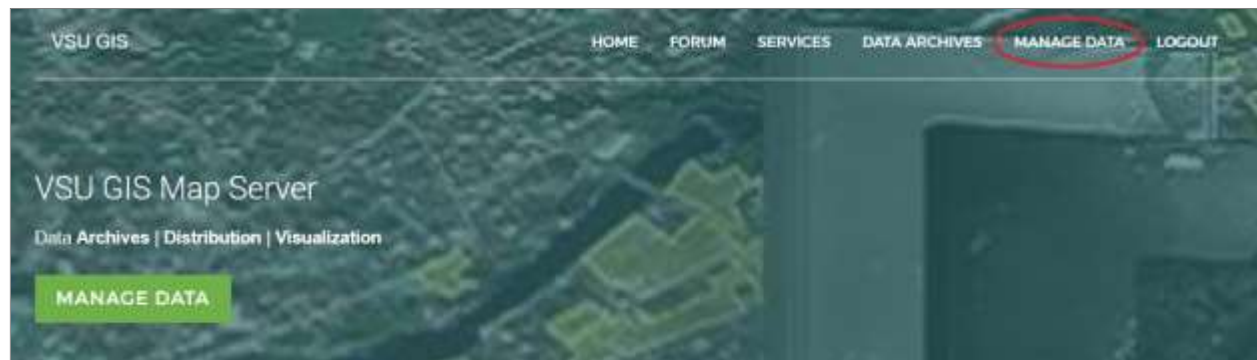 VSU GIS HOME FORUM SERVICES DATA ARCHIVES MANAGE DATA LOGOUT
VSU GIS Map Server
Data Archives | Distribution | Visualization
MANAGE DATA